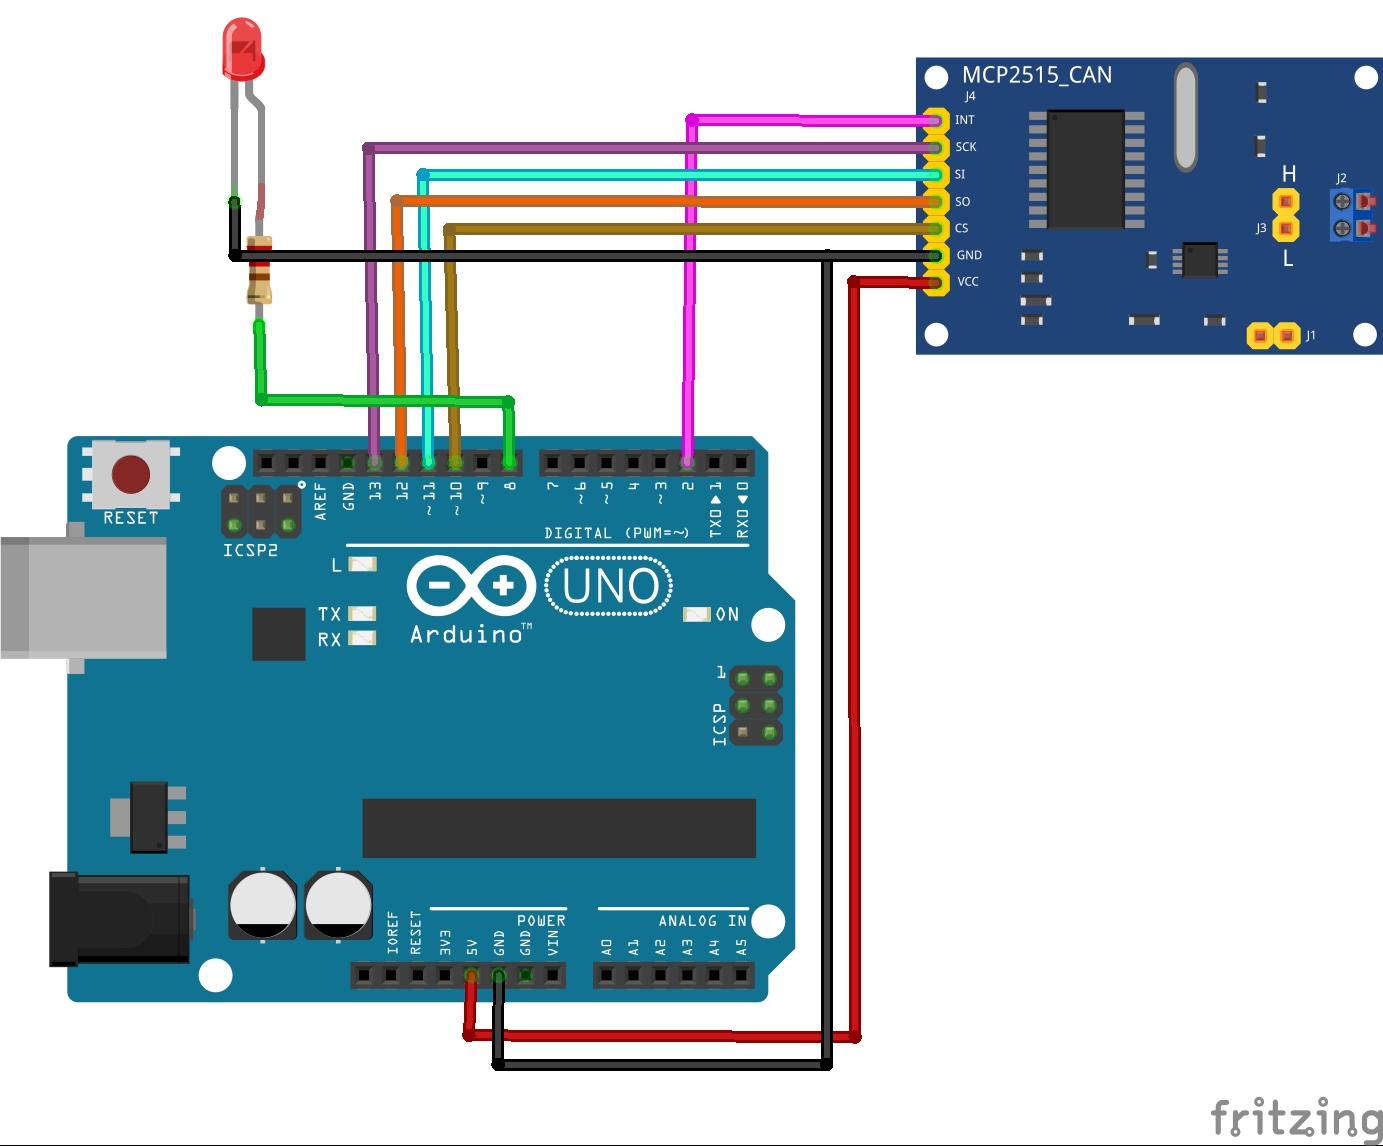 MCP2515_CAN
J4
INT
SCK
SI
SO
CS
GND
VCC
H
J3
L
J2
J1
RESET
ICSP2
AREF
GND
13
12
~11
~10
~9
8
7
~6
~5
4
~3
2
TX0▶1
RX0◀0
DIGITAL (PWM=~)
L
TX
RX
UNO
Arduino™
ON
1
ICSP
IOREF
RESET
3V3
5V
GND
GND
VIN
POWER
ANALOG IN
A0
A1
A2
A3
A4
A5
fritzing